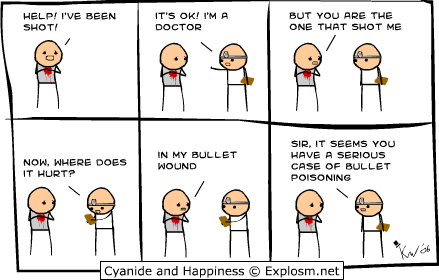 HELP! I'VE BEEN
SHOT!
IT'S OK! I'M A
DOCTOR
BUT YOU ARE THE
ONE THAT SHOT ME
NOW, WHERE DOES
IT HURT?
IN MY BULLET
WOUND
SIR, IT SEEMS YOU
HAVE A SERIOUS
CASE OF BULLET
POISONING
KW '06
Cyanide and Happiness © Explosm.net